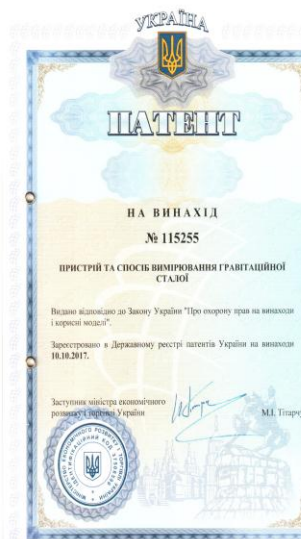 УКРАЇНА
ПАТЕНТ
НА ВИНАХІД
№ 115255
ПРИСТРІЙ ТА СПОСІБ ВИМІРЮВАННЯ ГРАВІТАЦІЙНОЇ
СТАЛОЇ
Видано відповідно до Закону України "Про охорону прав на винаходи
і корисні моделі".
Зареєстровано в Державному реєстрі патентів України на винаходи
10.10.2017.
Заступник міністра економічного
розвитку і торгівлі України
М.І. Тітарчу